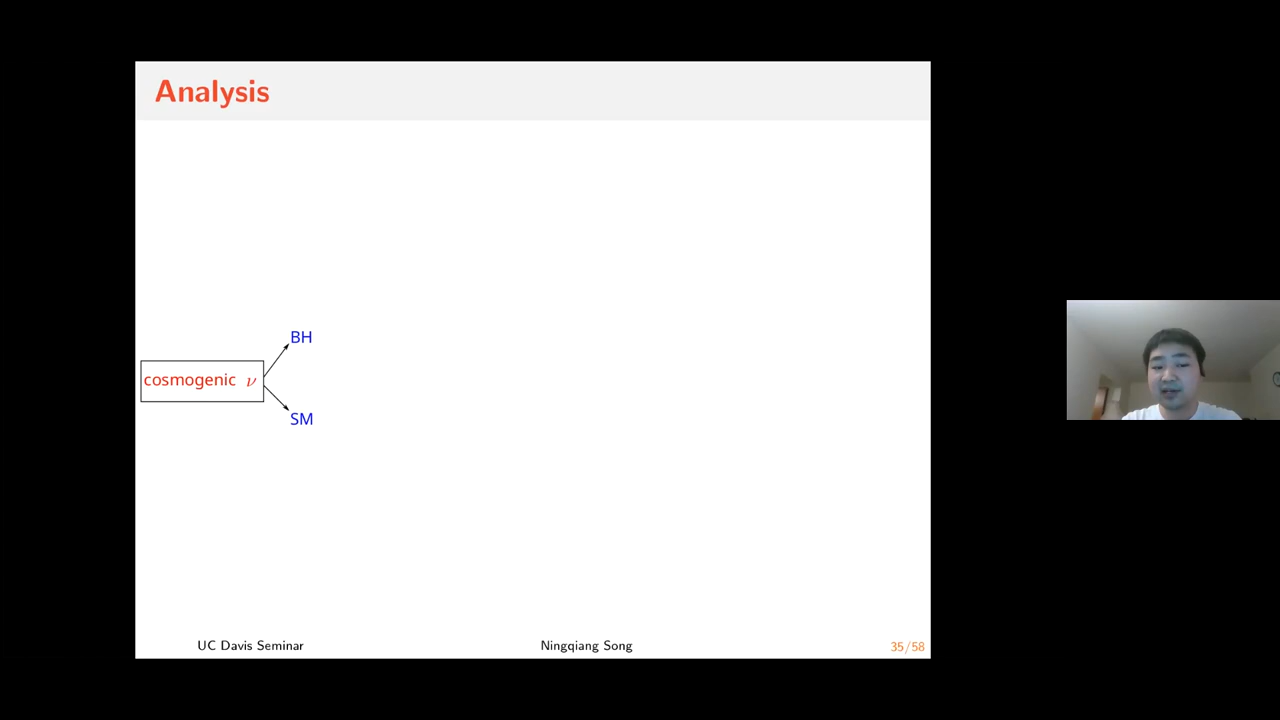 Analysis
BH
cosmogenic ν
SM
UC Davis Seminar
Ningqiang Song
35/58